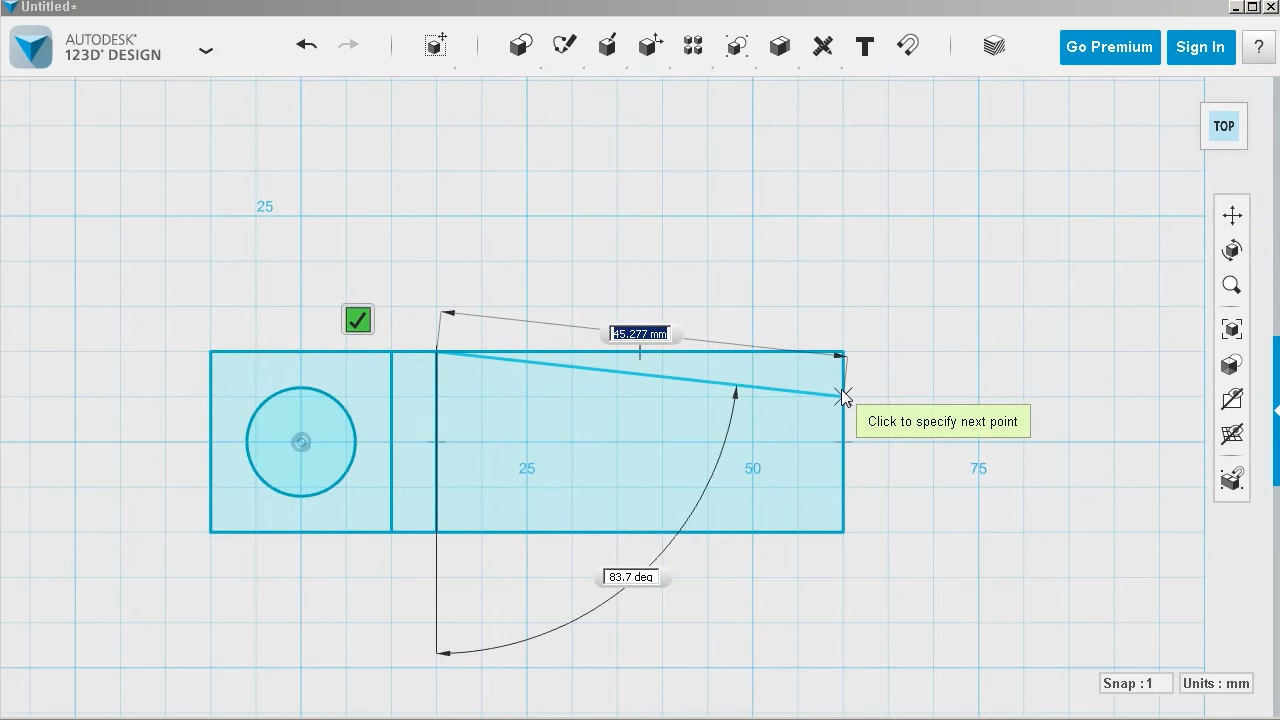 Untitled*
AUTODESK®
123D® DESIGN
T
Go Premium
Sign In
?
TOP
25
45.277 mm
Click to specify next point
25
50
75
83.7 deg
Snap : 1
Units : mm